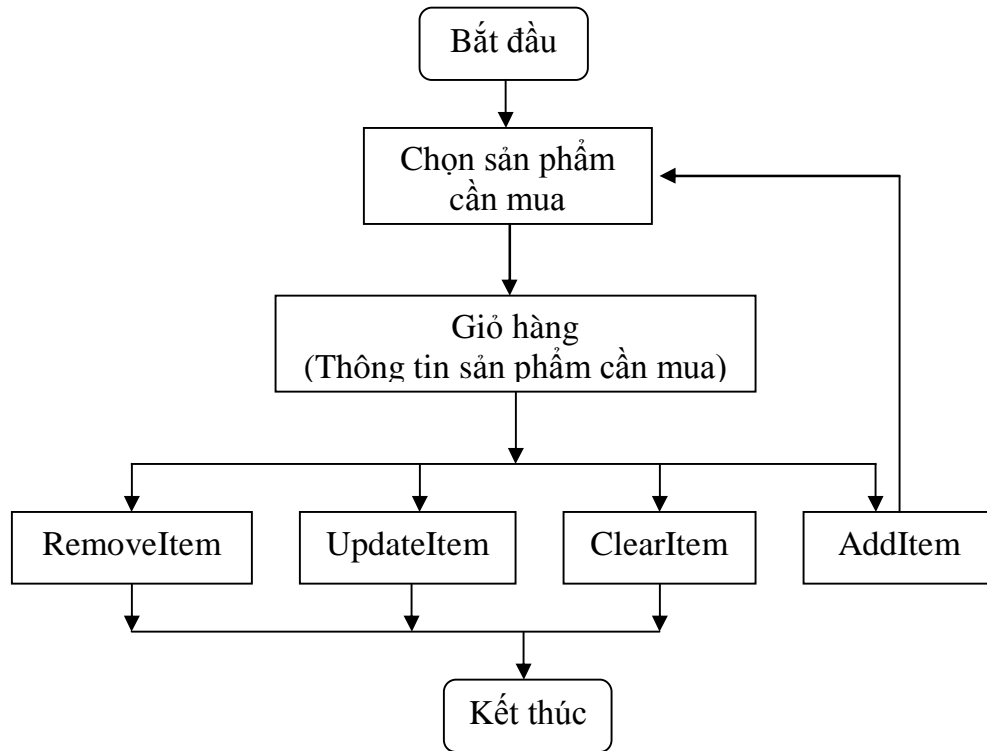 Bắt đầu
Chọn sản phẩm
cần mua
Giỏ hàng
(Thông tin sản phẩm cần mua)
RemoveItem
UpdateItem
ClearItem
AddItem
Kết thúc